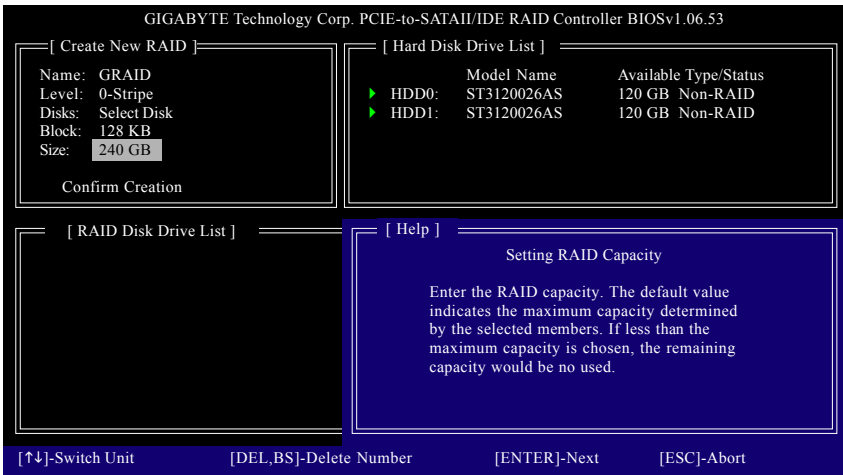 GIGABYTE Technology Corp. PCIE-to-SATAII/IDE RAID Controller BIOSv1.06.53
[ Create New RAID ]
Name: GRAID
Level: 0-Stripe
Disks: Select Disk
Block: 128 KB
Size: 240 GB
Confirm Creation
[ Hard Disk Drive List ]
Model Name Available Type/Status
HDD0: ST3120026AS 120 GB Non-RAID
HDD1: ST3120026AS 120 GB Non-RAID
[ RAID Disk Drive List ]
[ Help ]
Setting RAID Capacity
Enter the RAID capacity. The default value
indicates the maximum capacity determined
by the selected members. If less than the
maximum capacity is chosen, the remaining
capacity would be no used.
[↑↓]-Switch Unit [DEL,BS]-Delete Number [ENTER]-Next [ESC]-Abort